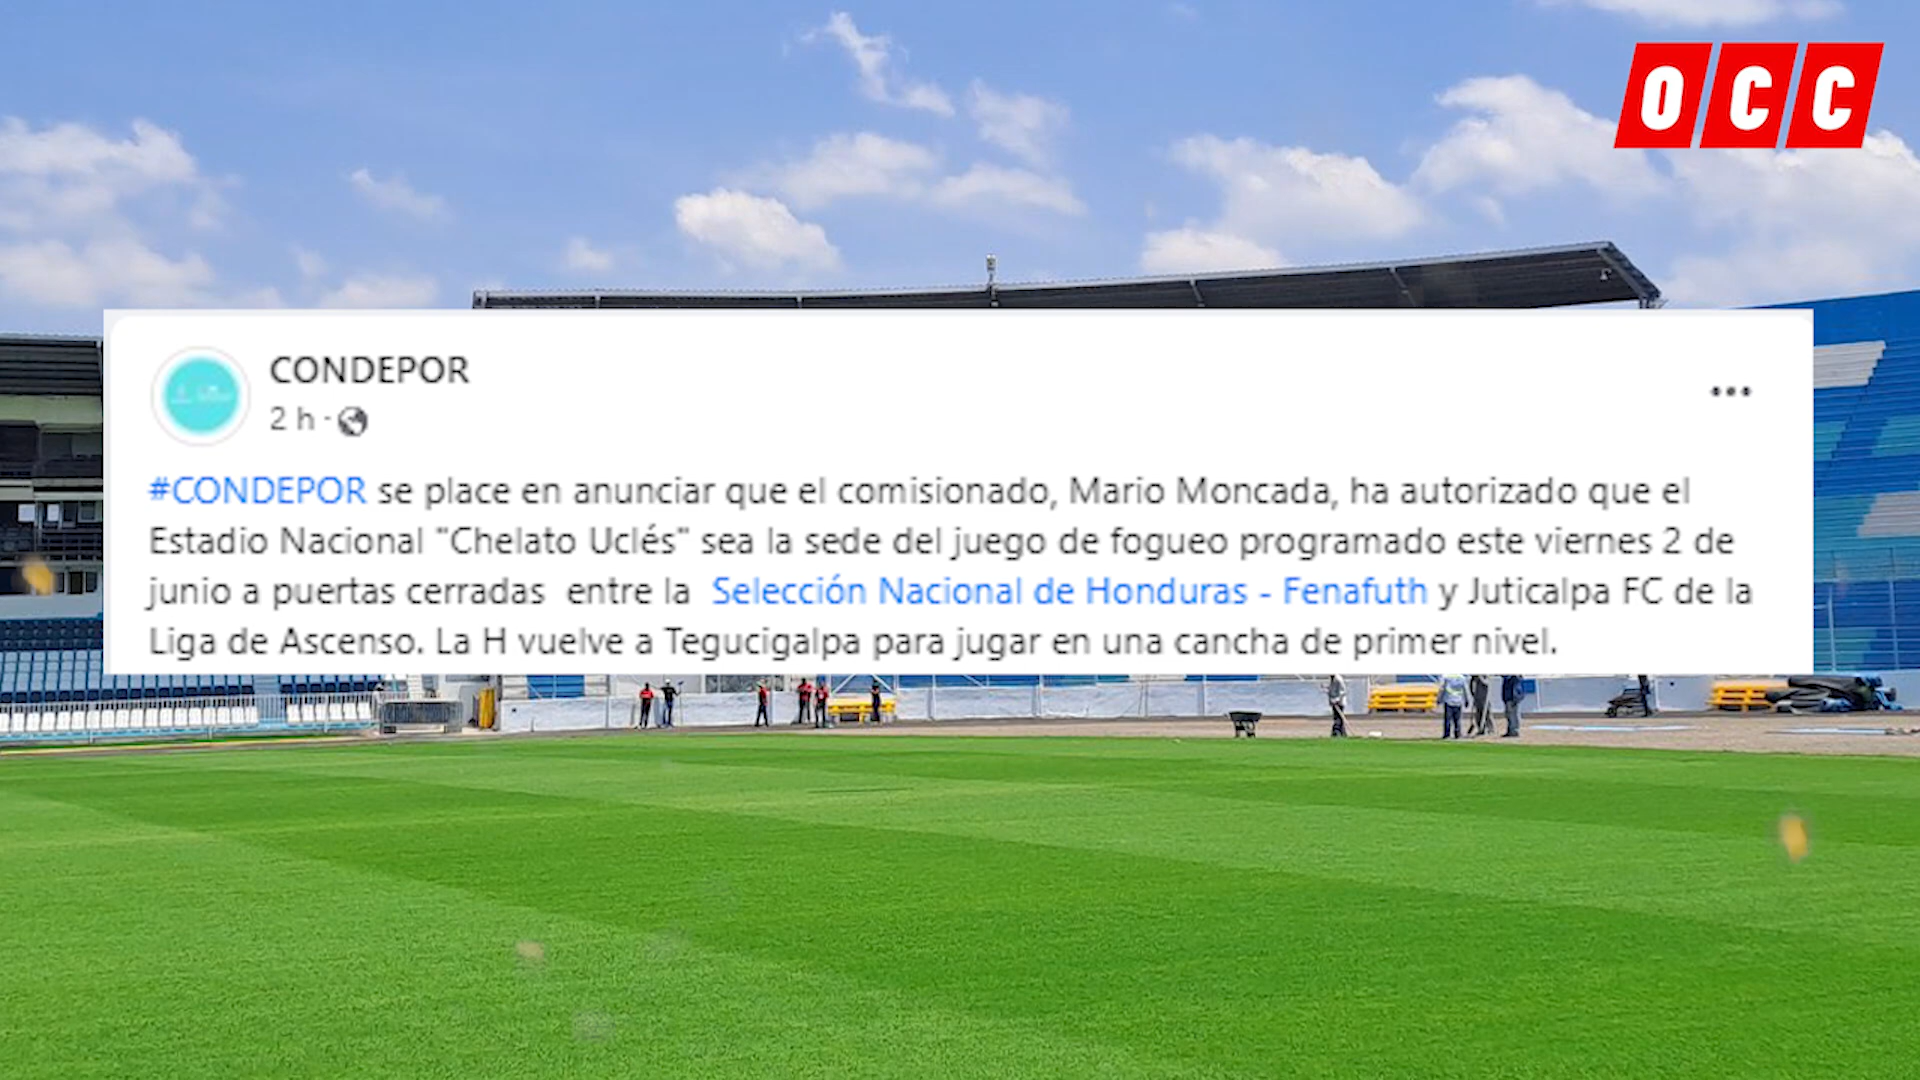 OCC
CONDEPOR
2 h ·
#CONDEPOR se place en anunciar que el comisionado, Mario Moncada, ha autorizado que el
Estadio Nacional "Chelato Uclés" sea la sede del juego de fogueo programado este viernes 2 de
junio a puertas cerradas entre la Selección Nacional de Honduras - Fenafuth y Juticalpa FC de la
Liga de Ascenso. La H vuelve a Tegucigalpa para jugar en una cancha de primer nivel.